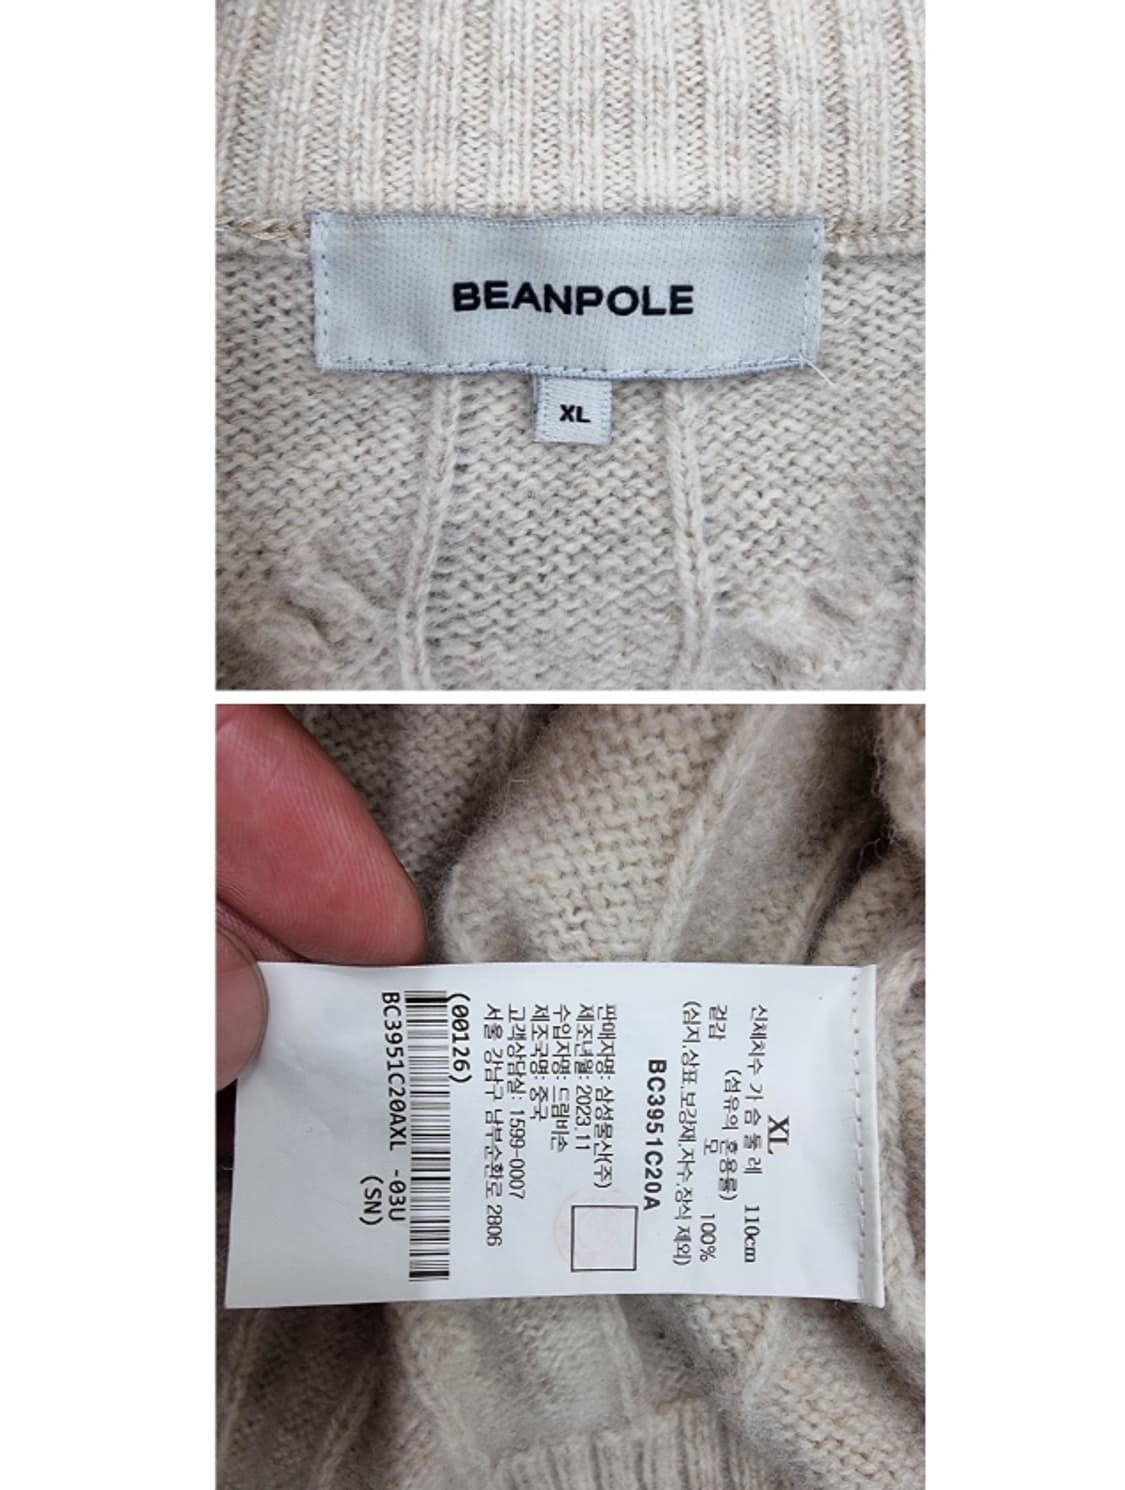 BEANPOLE
XL
XL
신체치수 가 슴 둘 레 110cm
(섬유의 혼용률)
겉감 모 100%
(심지,상표,보강재,자수,장식 제외)
BC3951C20A
판매자명: 삼성물산(주)
제조년월: 2023.11
수입자명: 드림비손
제조국명: 중국
고객상담실: 1599-0007
서울 강남구 남부순환로 2806
(00126)
BC3951C20AXL -03U
(SN)